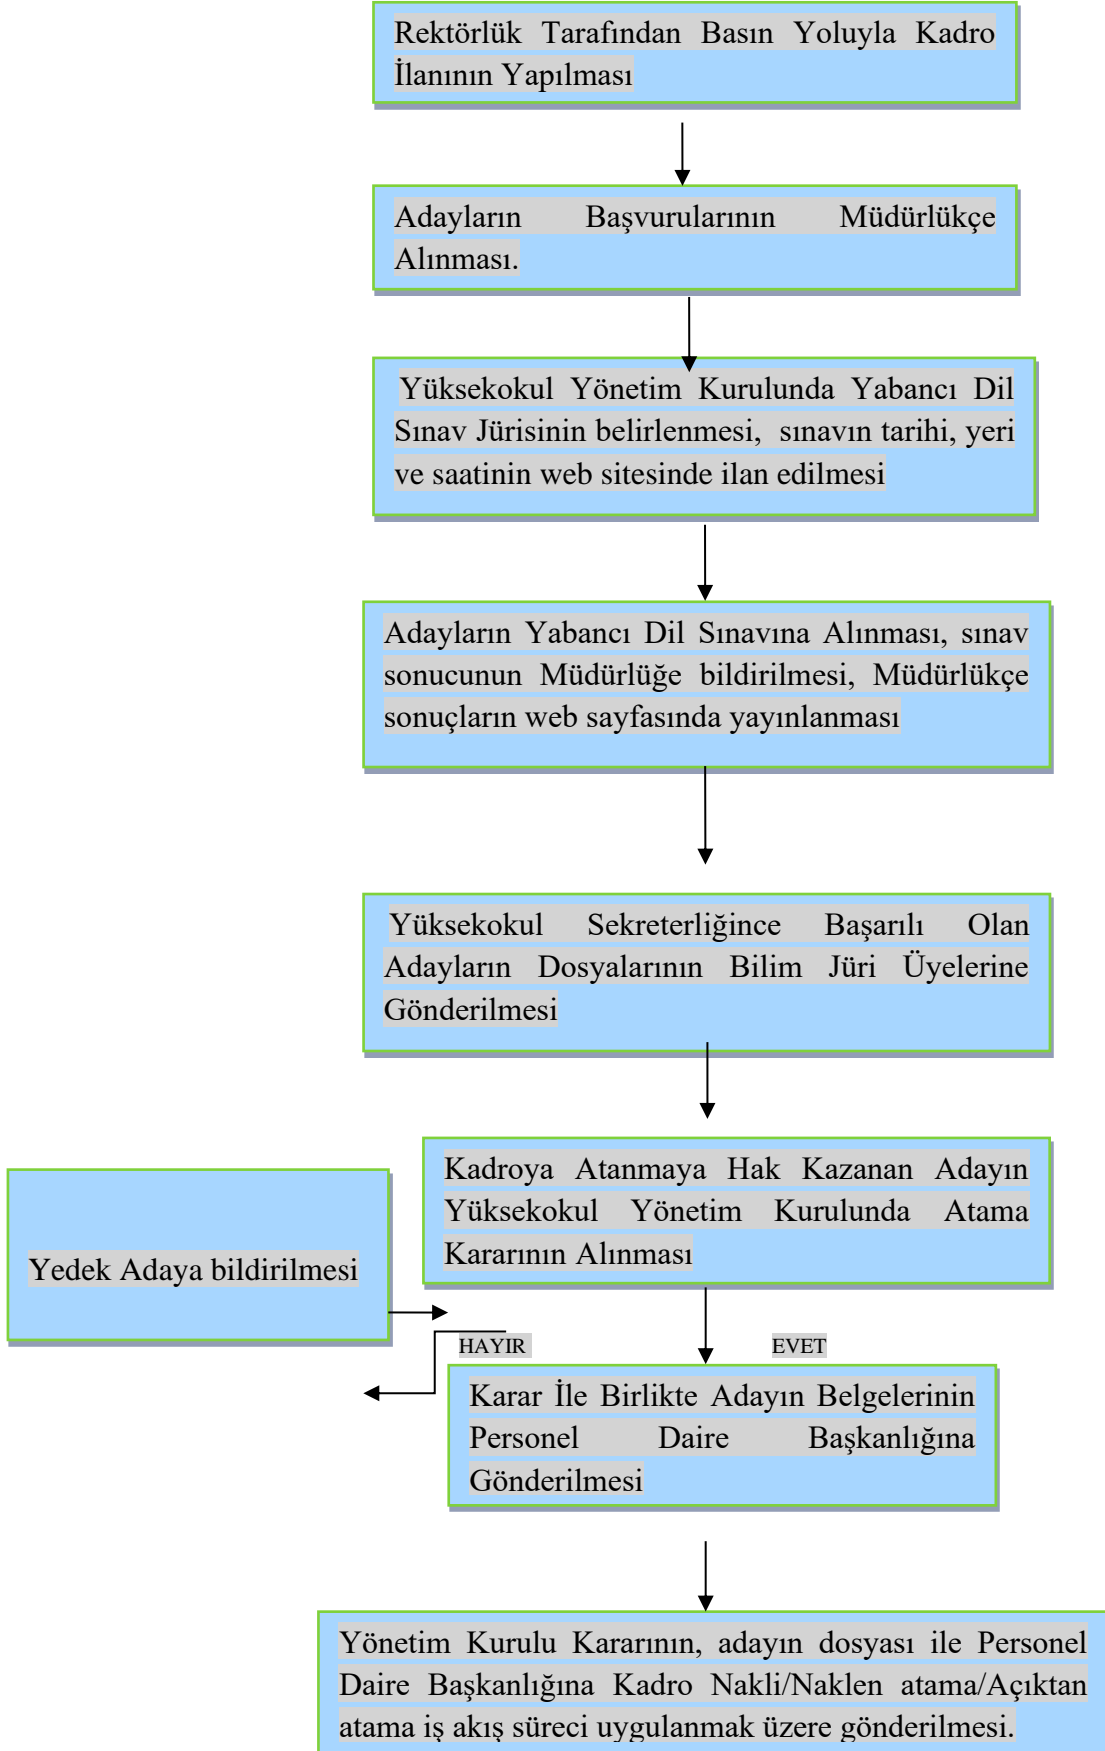 Rektörlük Tarafından Basın Yoluyla Kadro
İlanının Yapılması
Adayların Başvurularının Müdürlükçe
Alınması.
Yüksekokul Yönetim Kurulunda Yabancı Dil
Sınav Jürisinin belirlenmesi, sınavın tarihi, yeri
ve saatinin web sitesinde ilan edilmesi
Adayların Yabancı Dil Sınavına Alınması, sınav
sonucunun Müdürlüğe bildirilmesi, Müdürlükçe
sonuçların web sayfasında yayınlanması
Yüksekokul Sekreterliğince Başarılı Olan
Adayların Dosyalarının Bilim Jüri Üyelerine
Gönderilmesi
Kadroya Atanmaya Hak Kazanan Adayın
Yüksekokul Yönetim Kurulunda Atama
Kararının Alınması
Yedek Adaya bildirilmesi
HAYIR EVET
Karar İle Birlikte Adayın Belgelerinin
Personel Daire Başkanlığına
Gönderilmesi
Yönetim Kurulu Kararının, adayın dosyası ile Personel
Daire Başkanlığına Kadro Nakli/Naklen atama/Açıktan
atama iş akış süreci uygulanmak üzere gönderilmesi.